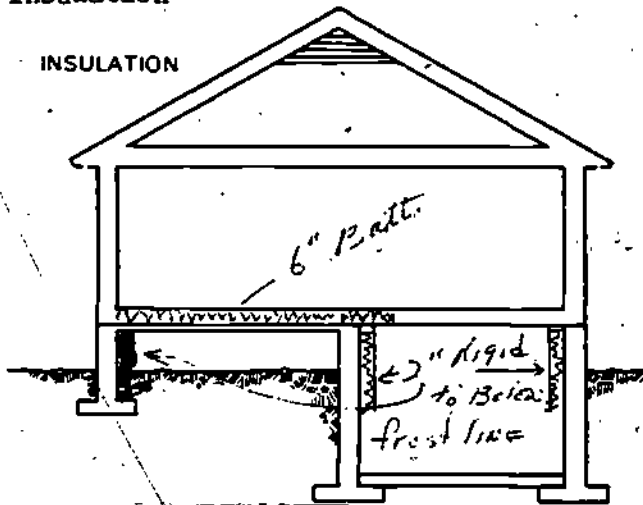 INSULATION
6" Batt
2" rigid
to Below
frost line